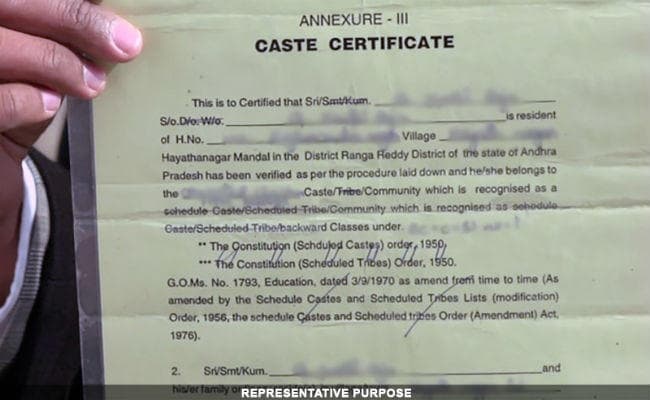 ANNEXURE - III
CASTE CERTIFICATE
This is to Certified that Sri/Smt/Kum.
S/o.D/o. W/o. is resident
of H.No. Village
Hayathanagar Mandal in the District Ranga Reddy District of the state of Andhra
Pradesh has been verified as per the procedure laid down and he/she belongs to
the Caste/Tribe/Community which is recognised as a
schedule Caste/Scheduled Tribe/Community which is recognised as schedule
Caste/Scheduled Tribe/backward Classes under.
** The Constitution (Schduled Castes) order, 1950,
*** The Constitution (Scheduled Tribes) Order, 1950.
G.O.Ms. No. 1793, Education, dated 3/9/1970 as amend from time to time (As
amended by the Schedule Castes and Scheduled Tribes Lists (modification)
Order, 1956, the schedule Castes and Scheduled tribes Order (Amendment) Act,
1976).
2. Sri/Smt/Kum. and
his/er family
REPRESENTATIVE PURPOSE